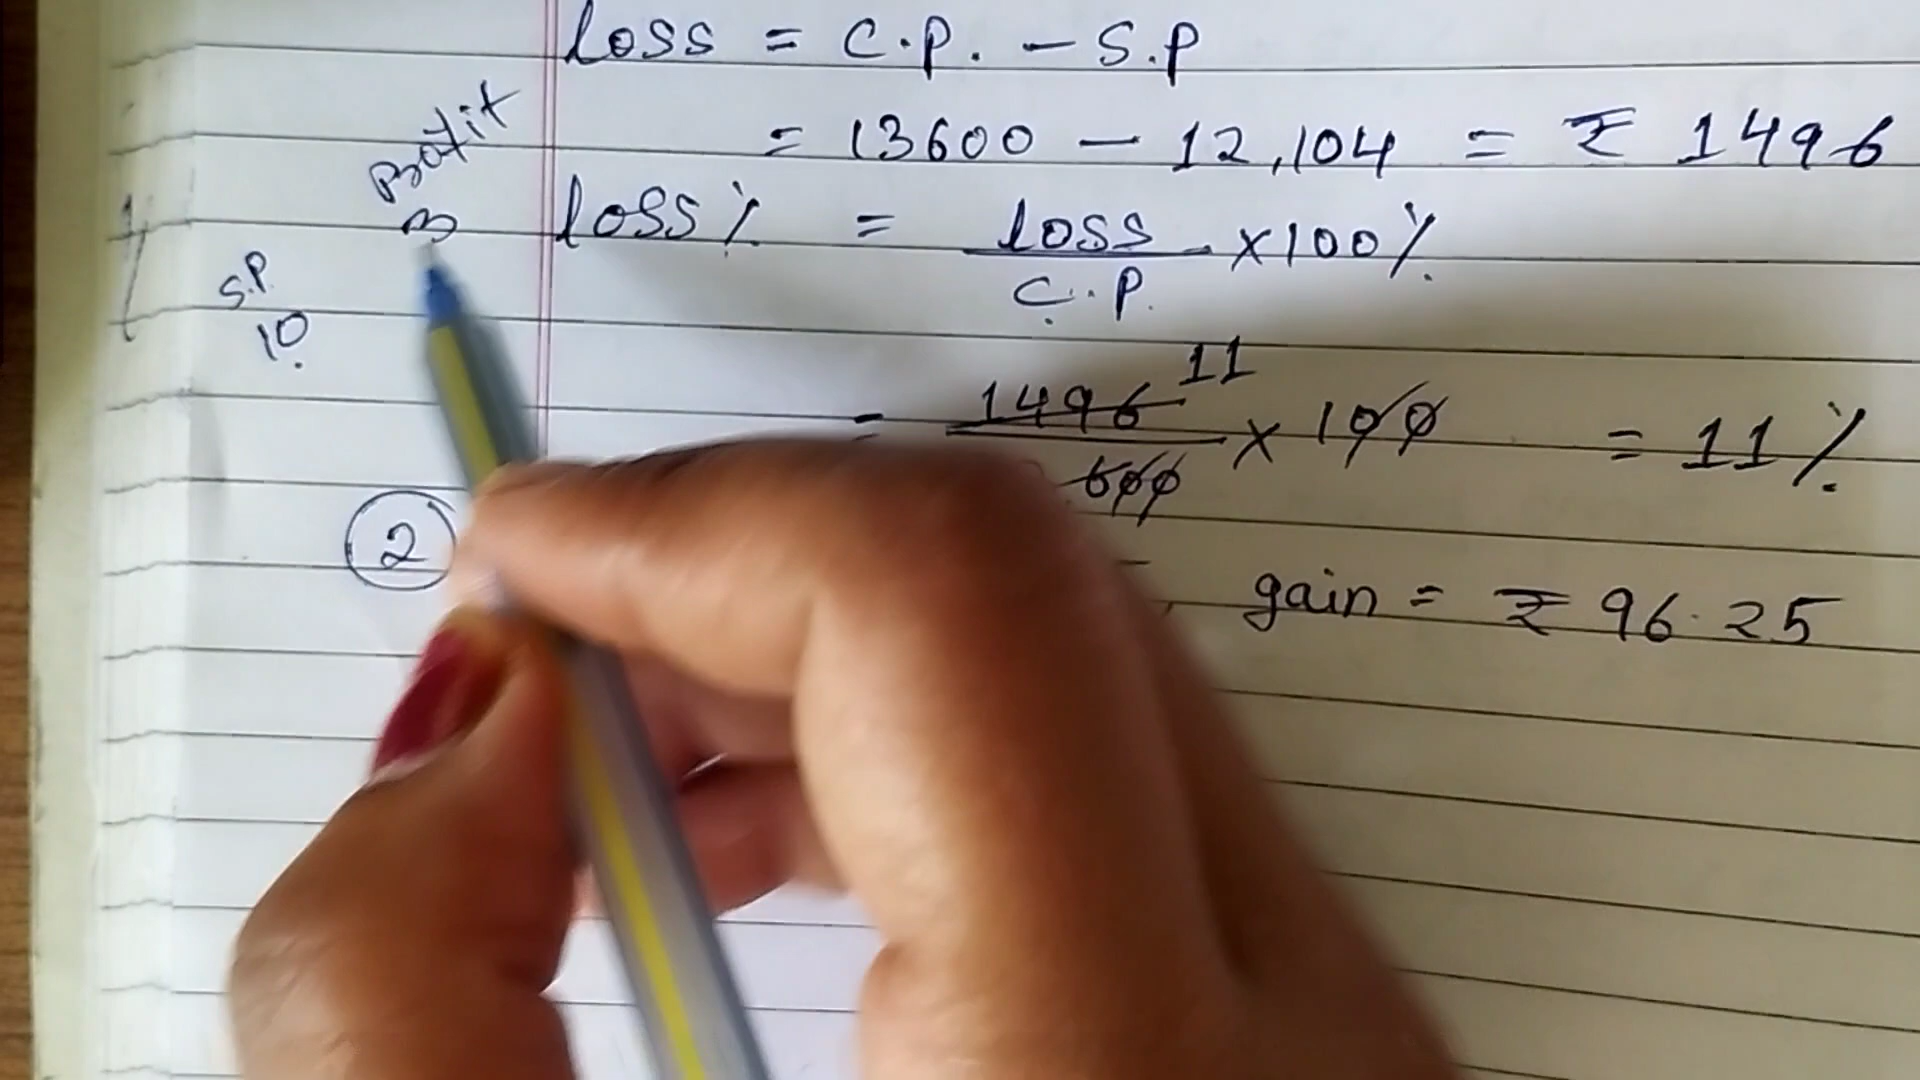 loss = C.P. - S.P
= 13600 - 12,104 = ₹ 1496
Profit
3
loss% = loss / C.P. ×100%
S.P.
10
= 1496 11 / 600 × 100 = 11%
2
gain = ₹ 96.25